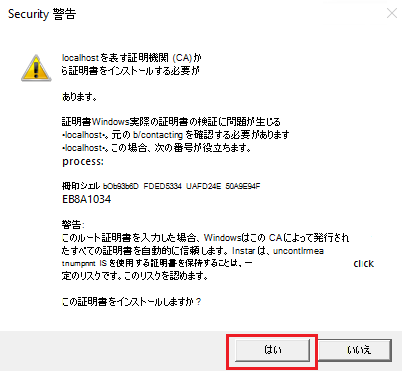 Security 警告
localhost を表す証明機関 (CA)か
ら証明書をインストールする必要が
あります。
証明書Windows実際の証明書の検証に問題が生じる
•localhost•。元の b/contacting を確認する必要があります
•localhost•。この場合、次の番号が役立ちます。
process:
拇印シェル bOb93b6D FDED5334 UAFD24E 50A9E94F
EB8A1034
警告:
このルート証明書を入力した場合、Windowsはこの CAによって発行され
たすべての証明書を自動的に信頼します。Instar は、uncontlrmea
tnumpnnt IS を使用する証明書を保持することは、一
定のリスクです。このリスクを認めます。 click
この証明書をインストールしますか?
はい いいえ